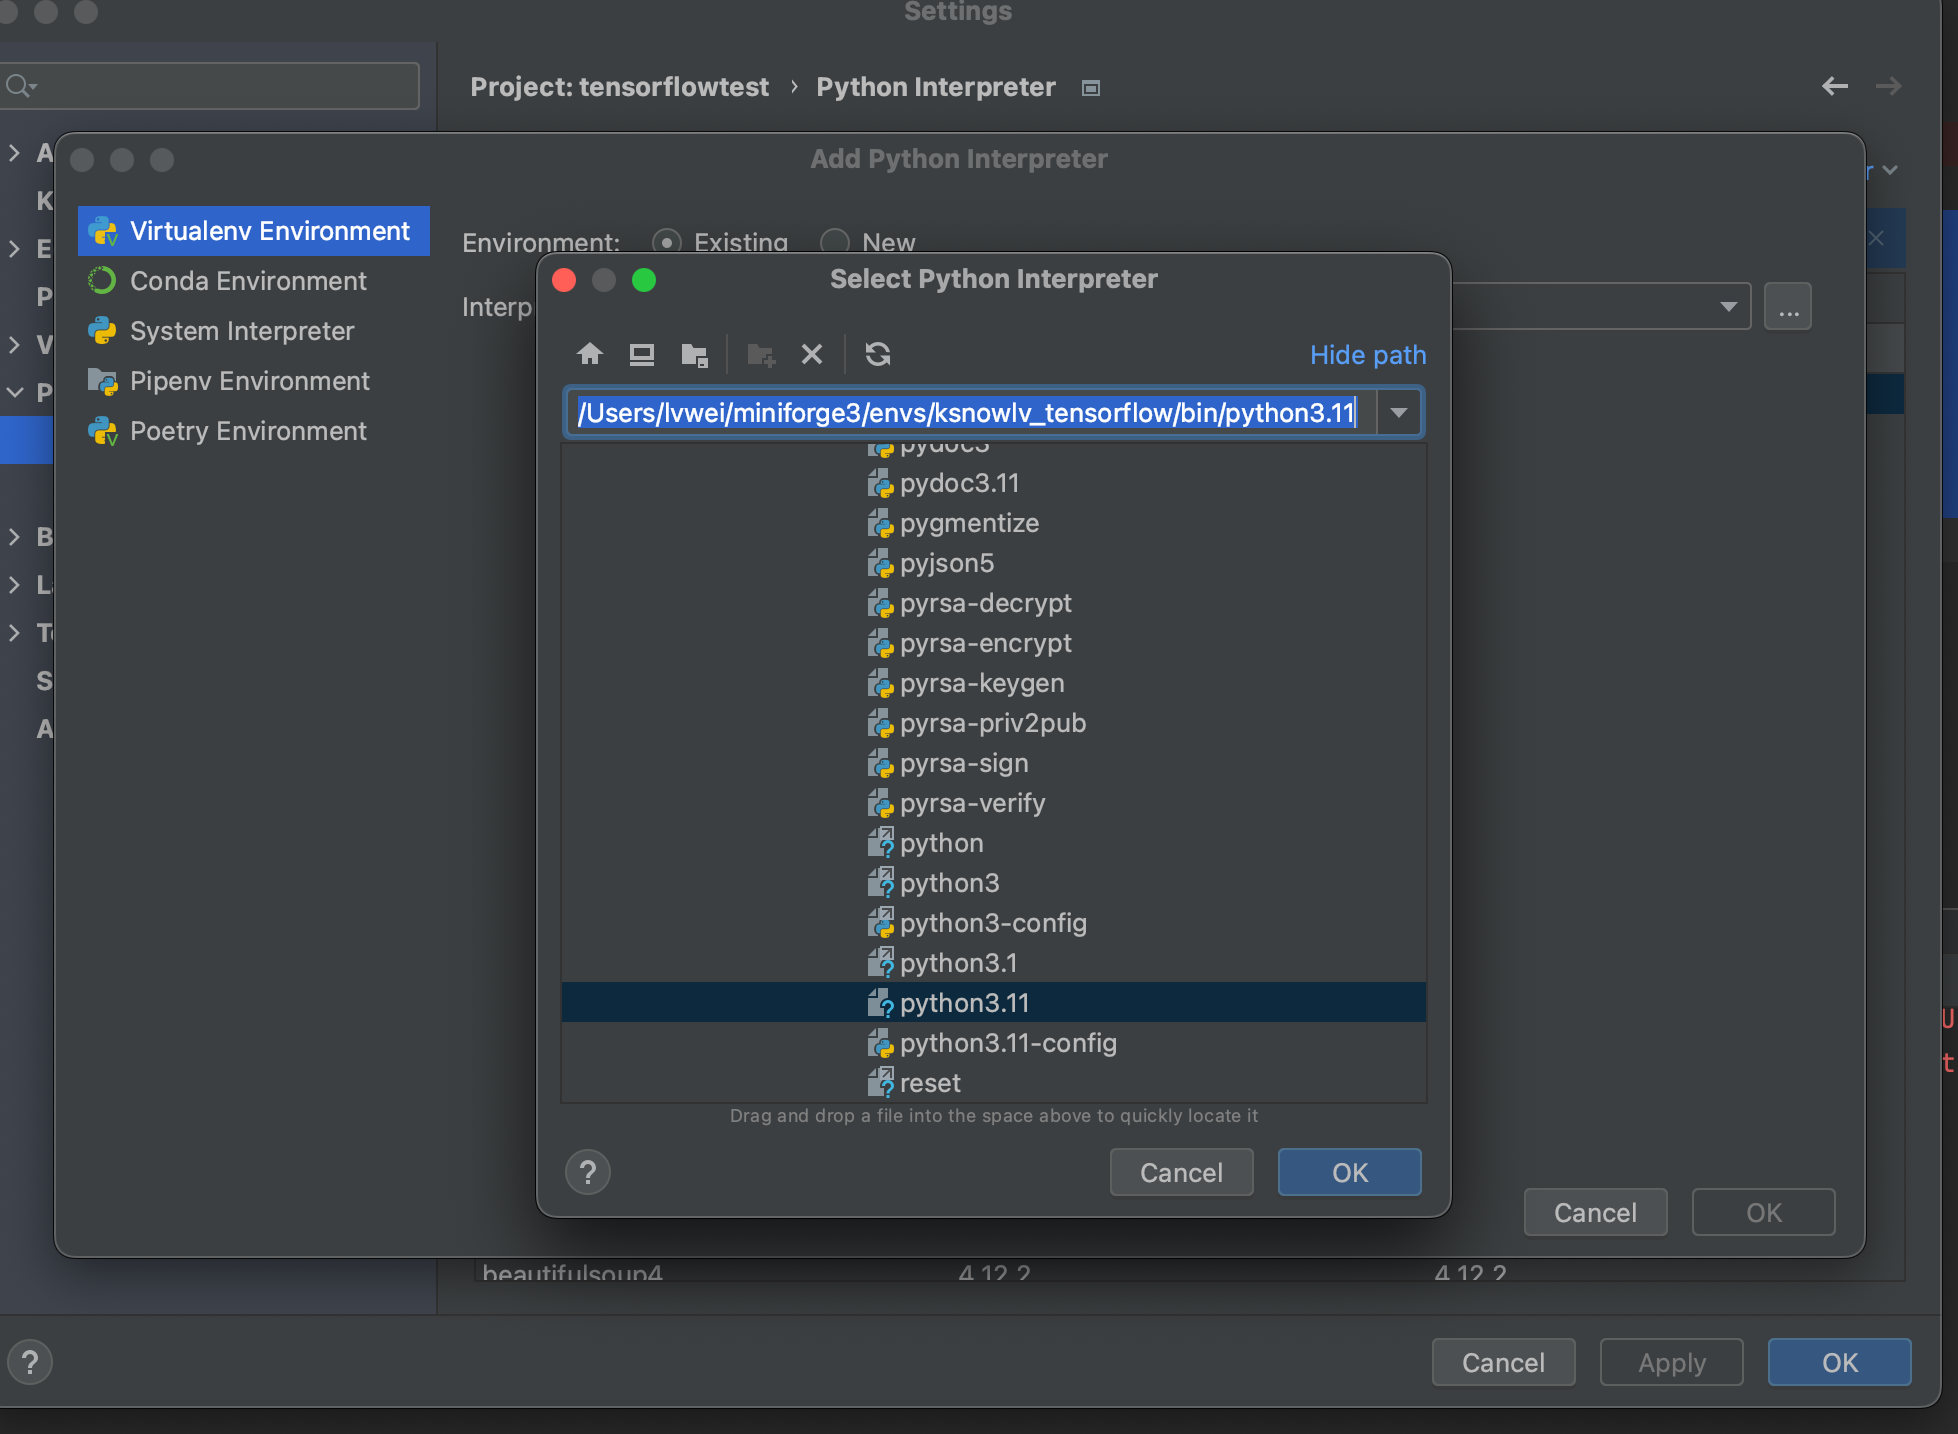 Settings
Project: tensorflowtest › Python Interpreter
Add Python Interpreter
A
K
E
P
V
P
B
La
S
A
Virtualenv Environment
Conda Environment
System Interpreter
Pipenv Environment
Poetry Environment
Environment: Existing New
Interp
...
Select Python Interpreter
Hide path
/Users/lvwei/miniforge3/envs/ksnowlv_tensorflow/bin/python3.11
pydoc3
pydoc3.11
pygmentize
pyjson5
pyrsa-decrypt
pyrsa-encrypt
pyrsa-keygen
pyrsa-priv2pub
pyrsa-sign
pyrsa-verify
python
python3
python3-config
python3.1
python3.11
python3.11-config
reset
Drag and drop a file into the space above to quickly locate it
? Cancel OK
Cancel OK
beautifulsoup4 4.12.2 4.12.2
? Cancel Apply OK